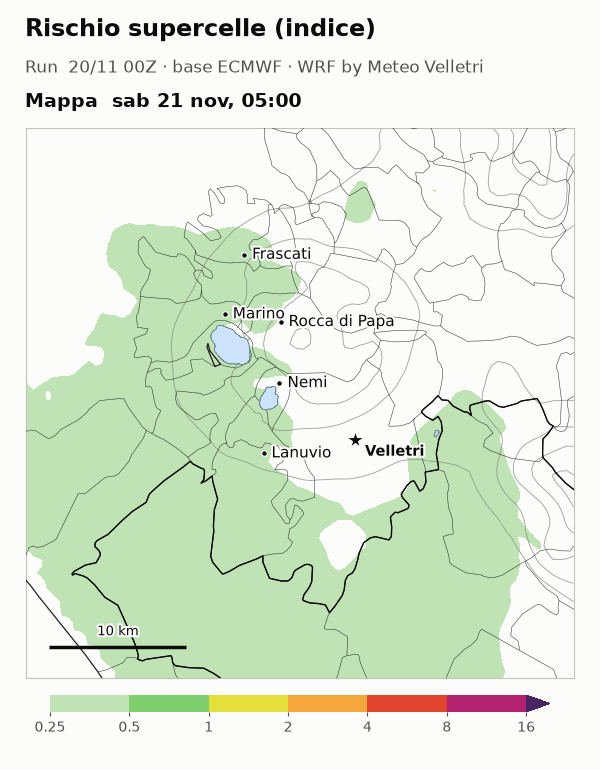 Rischio supercelle (indice)
Run  20/11 00Z · base ECMWF · WRF by Meteo Velletri
Mappa  sab 21 nov, 05:00
Frascati
Marino
Rocca di Papa
Nemi
Velletri
Lanuvio
10 km
0.25 0.5 1 2 4 8 16